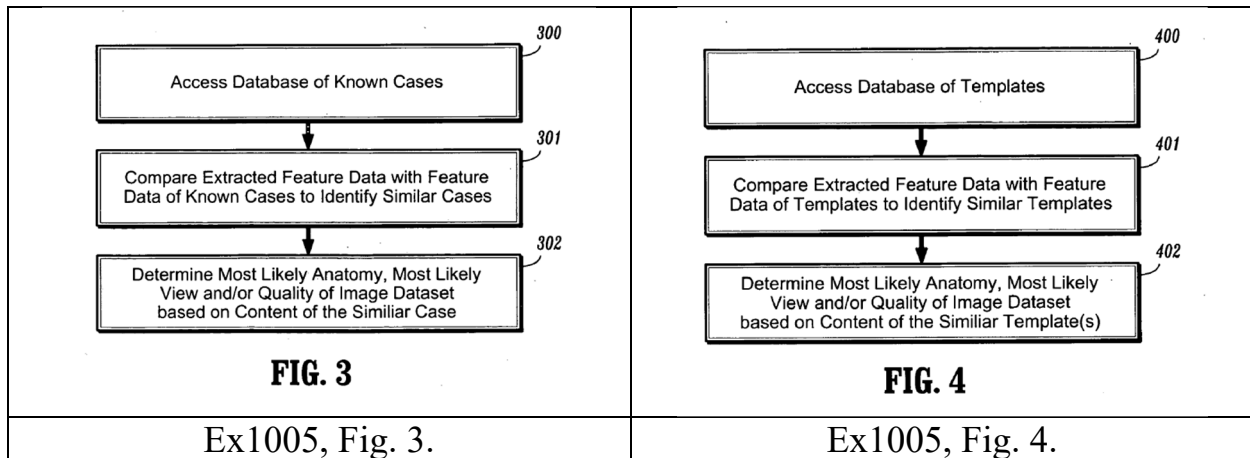 300
Access Database of Known Cases
301
Compare Extracted Feature Data with Feature
Data of Known Cases to Identify Similar Cases
302
Determine Most Likely Anatomy, Most Likely
View and/or Quality of Image Dataset
based on Content of the Similiar Case
FIG. 3
Ex1005, Fig. 3.
400
Access Database of Templates
401
Compare Extracted Feature Data with Feature
Data of Templates to Identify Similar Templates
402
Determine Most Likely Anatomy, Most Likely
View and/or Quality of Image Dataset
based on Content of the Similiar Template(s)
FIG. 4
Ex1005, Fig. 4.